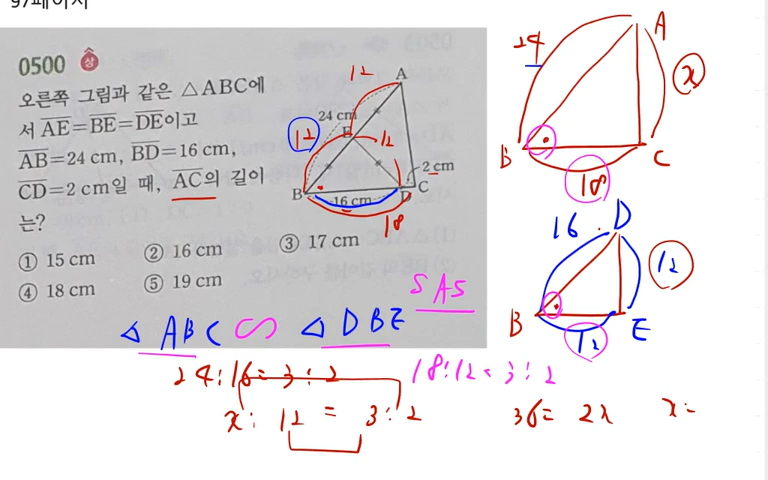 97페이지
0500 상
오른쪽 그림과 같은 △ABC에
서 AE=BE=DE이고
AB=24 cm, BD=16 cm,
CD=2 cm일 때, AC의 길이
는?
① 15 cm ② 16 cm ③ 17 cm
④ 18 cm ⑤ 19 cm
12
A
24 cm
12 E 12
2 cm
B 16 cm D C
18
24 A
x
B C
18
16 D
12
B E
12
SAS
△ABC ∽ △DBE
24:16=3:2 18:12=3:2
x:12=3:2 36=2x x=